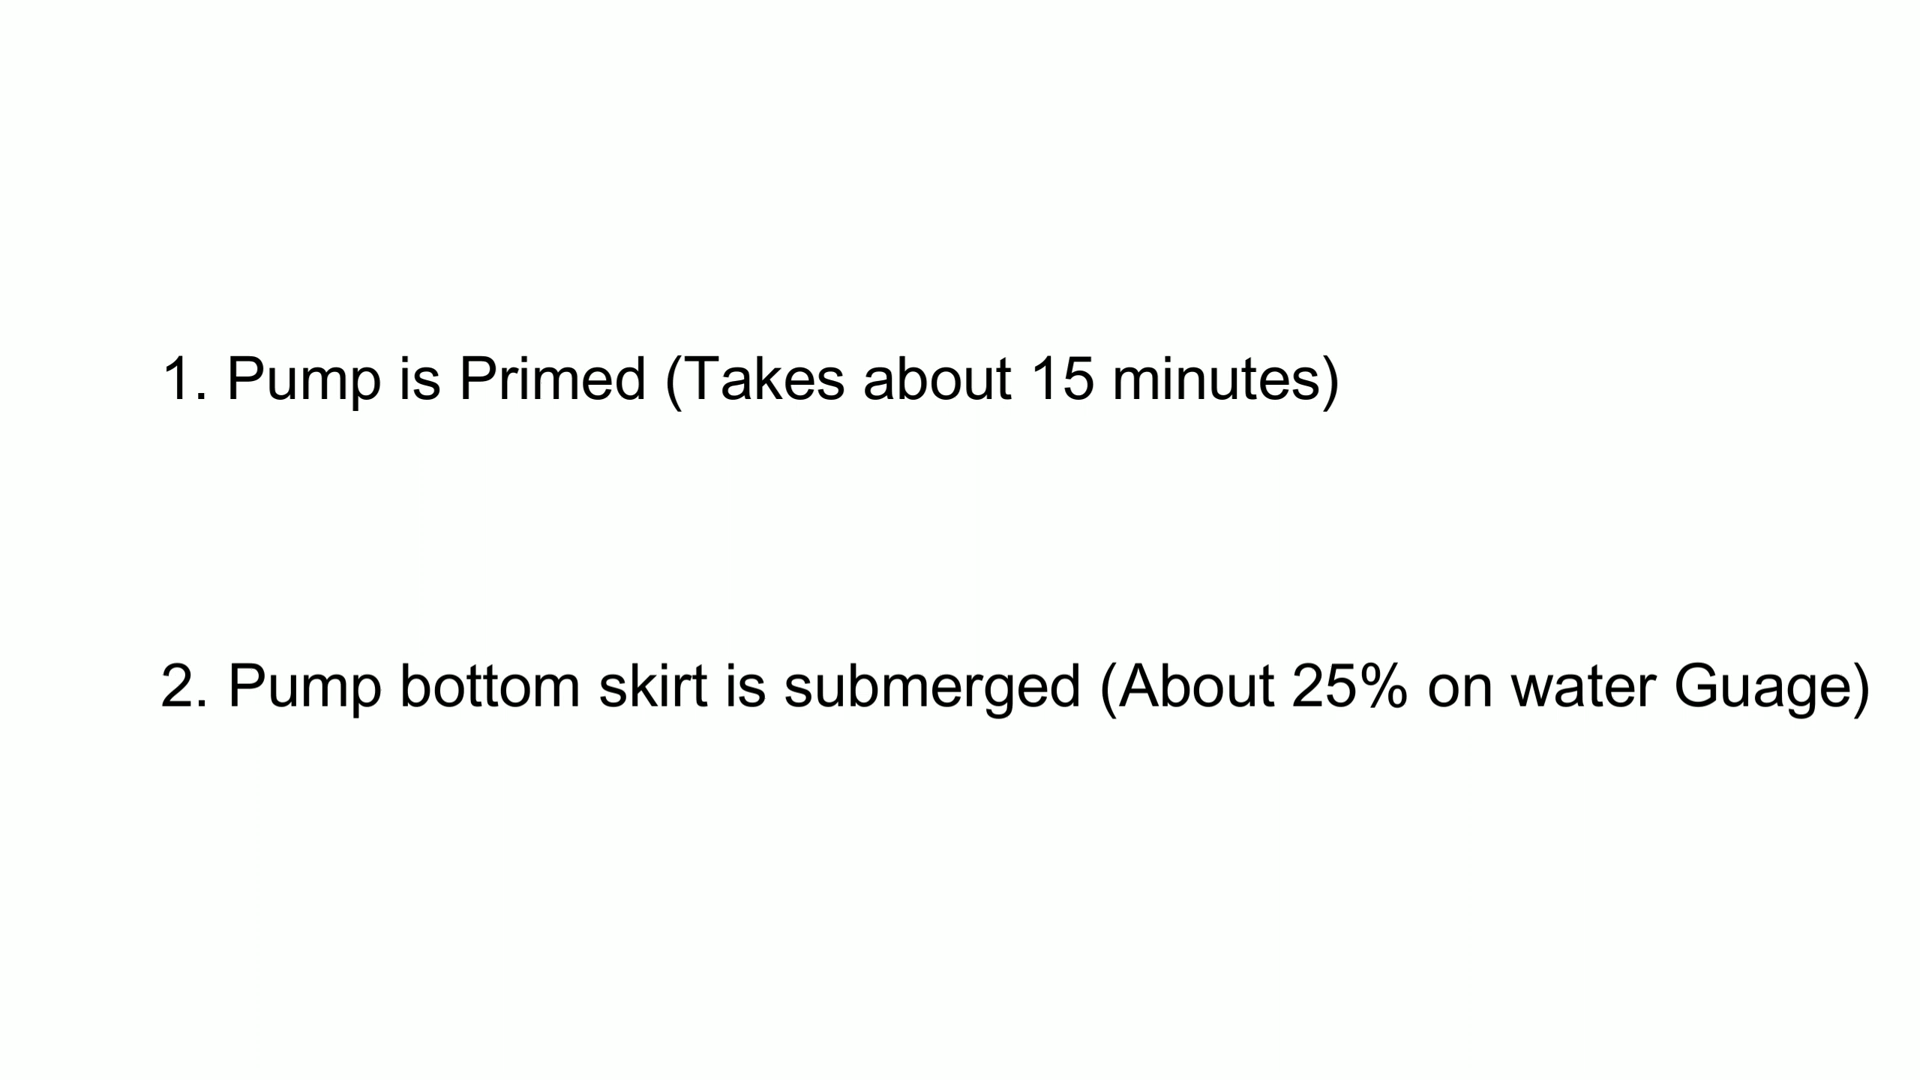 1. Pump is Primed (Takes about 15 minutes)
2. Pump bottom skirt is submerged (About 25% on water Guage)